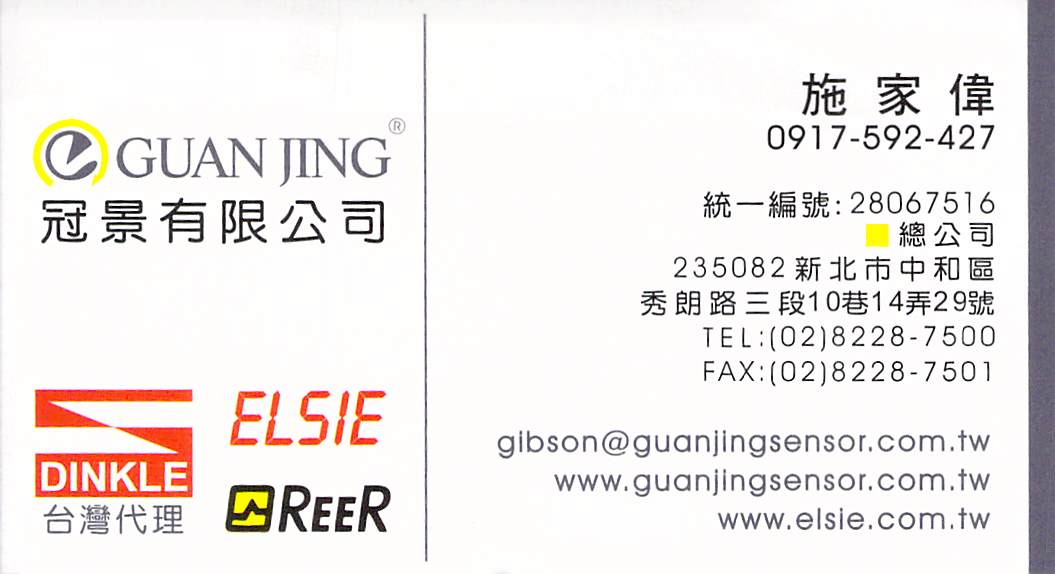 GUAN JING®
冠景有限公司
DINKLE
台灣代理
ELSIE
REER
施家偉
0917-592-427
統一編號:28067516
總公司
235082新北市中和區
秀朗路三段10巷14弄29號
TEL:(02)8228-7500
FAX:(02)8228-7501
gibson@guanjingsensor.com.tw
www.guanjingsensor.com.tw
www.elsie.com.tw